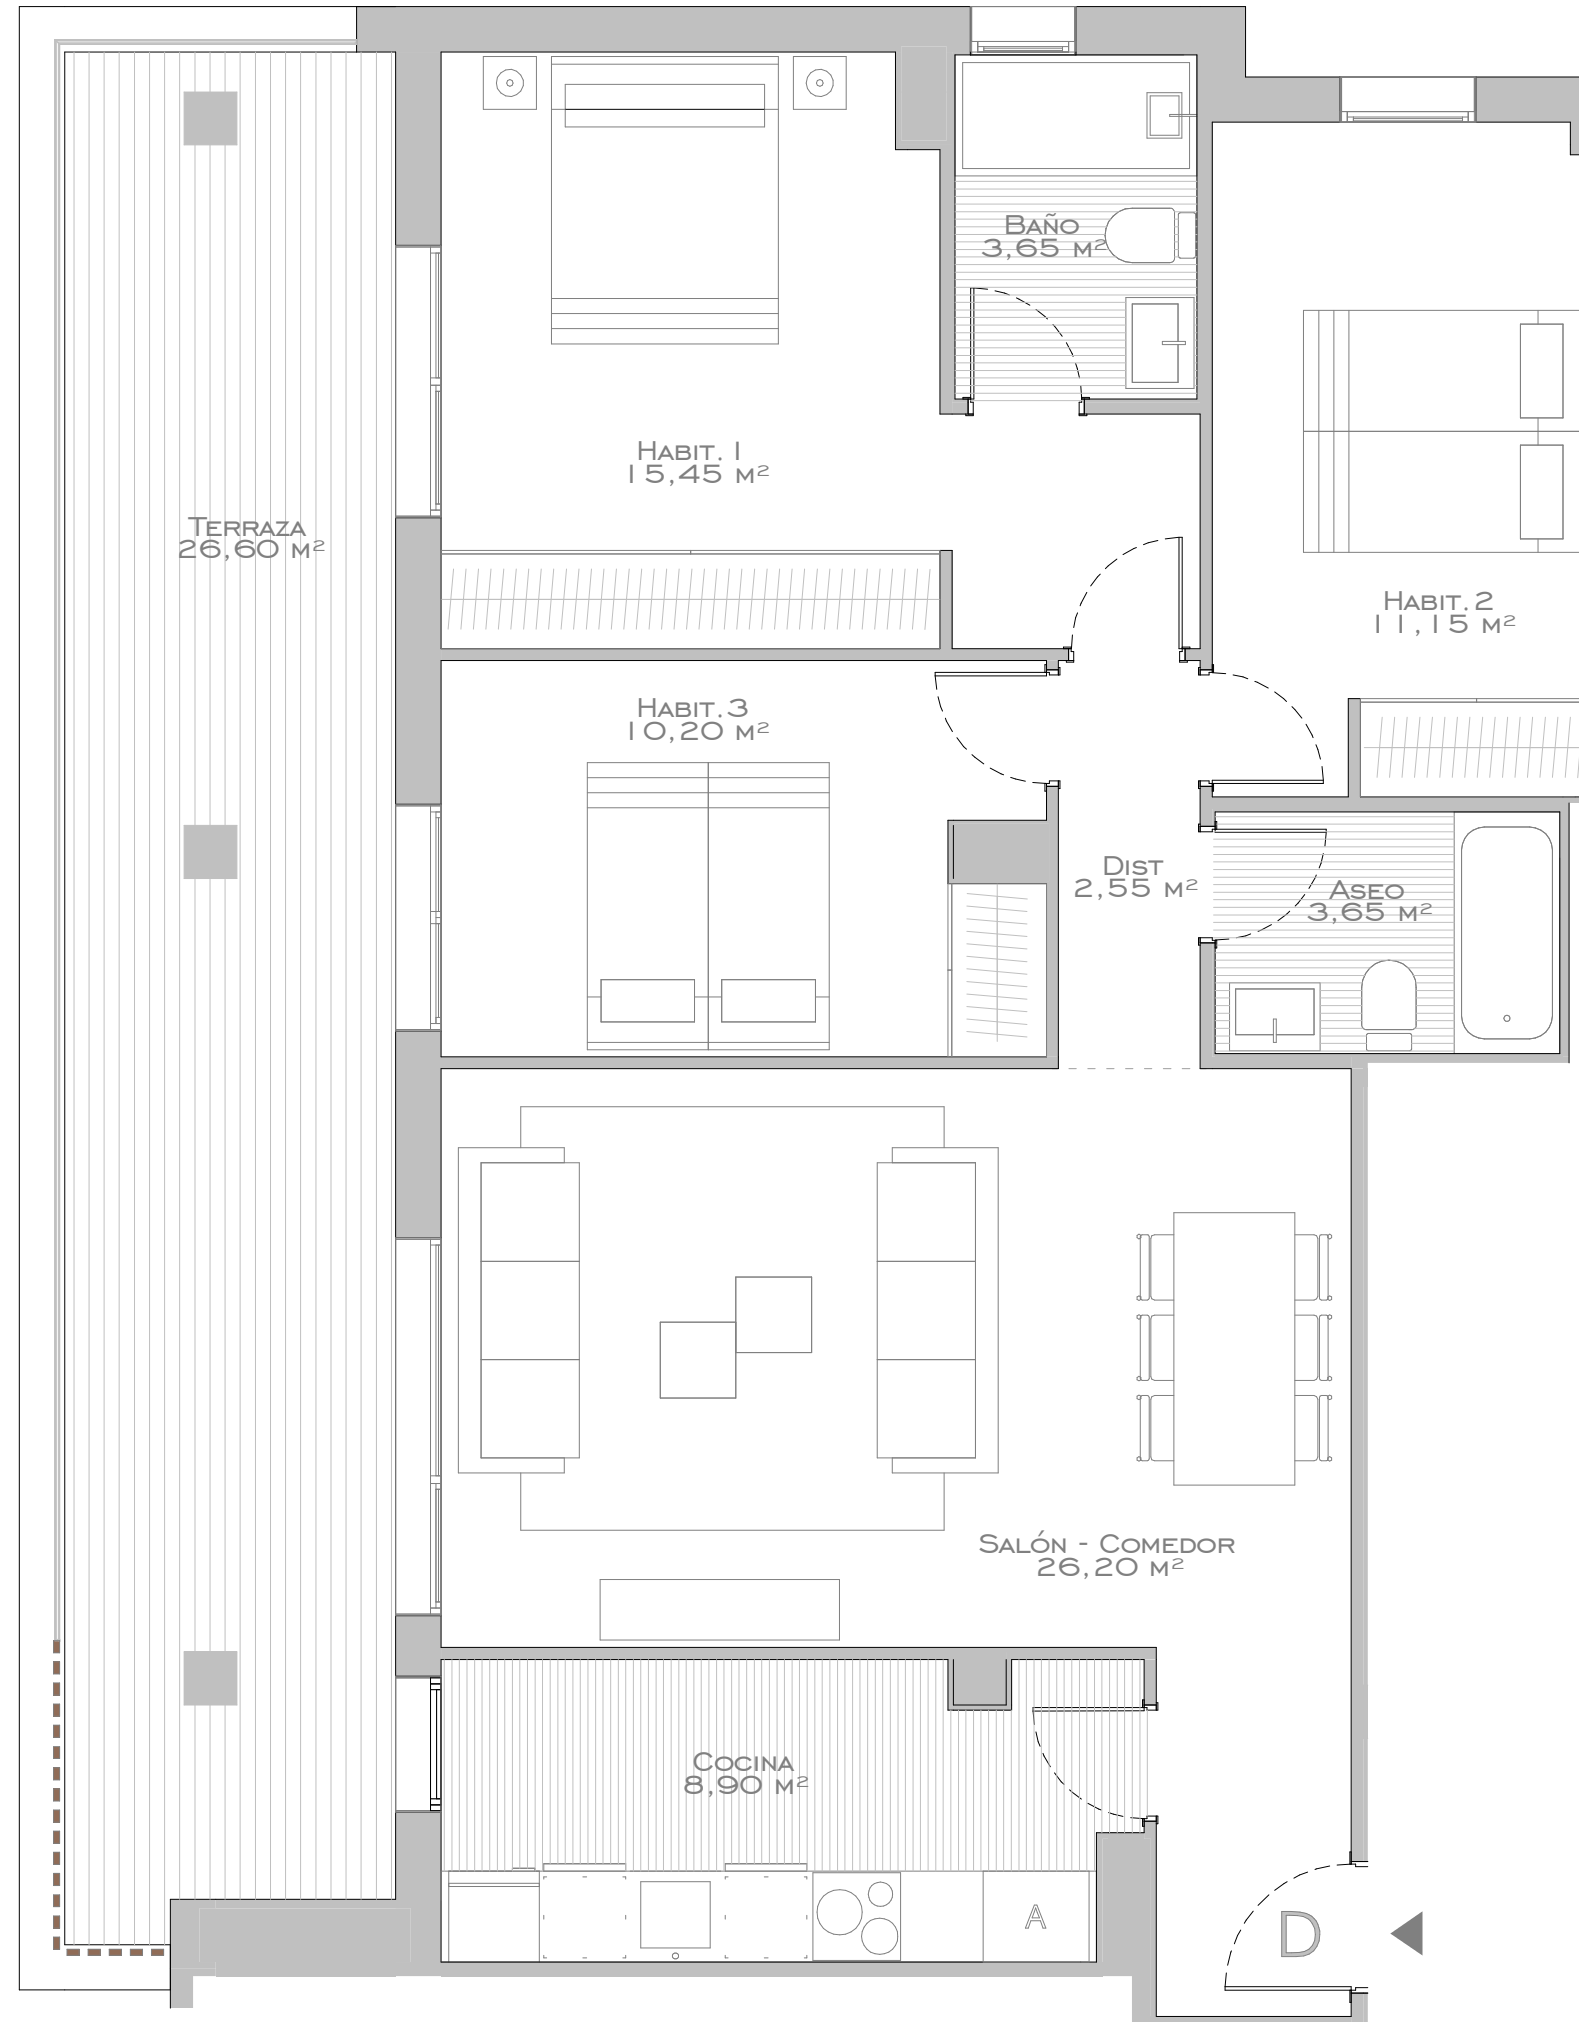 BAÑO
3,65 M²
HABIT. 1
15,45 M²
TERRAZA
26,60 M²
HABIT. 2
11,15 M²
HABIT. 3
10,20 M²
DIST
2,55 M²
ASEO
3,65 M²
SALÓN - COMEDOR
26,20 M²
COCINA
8,90 M²
A
D